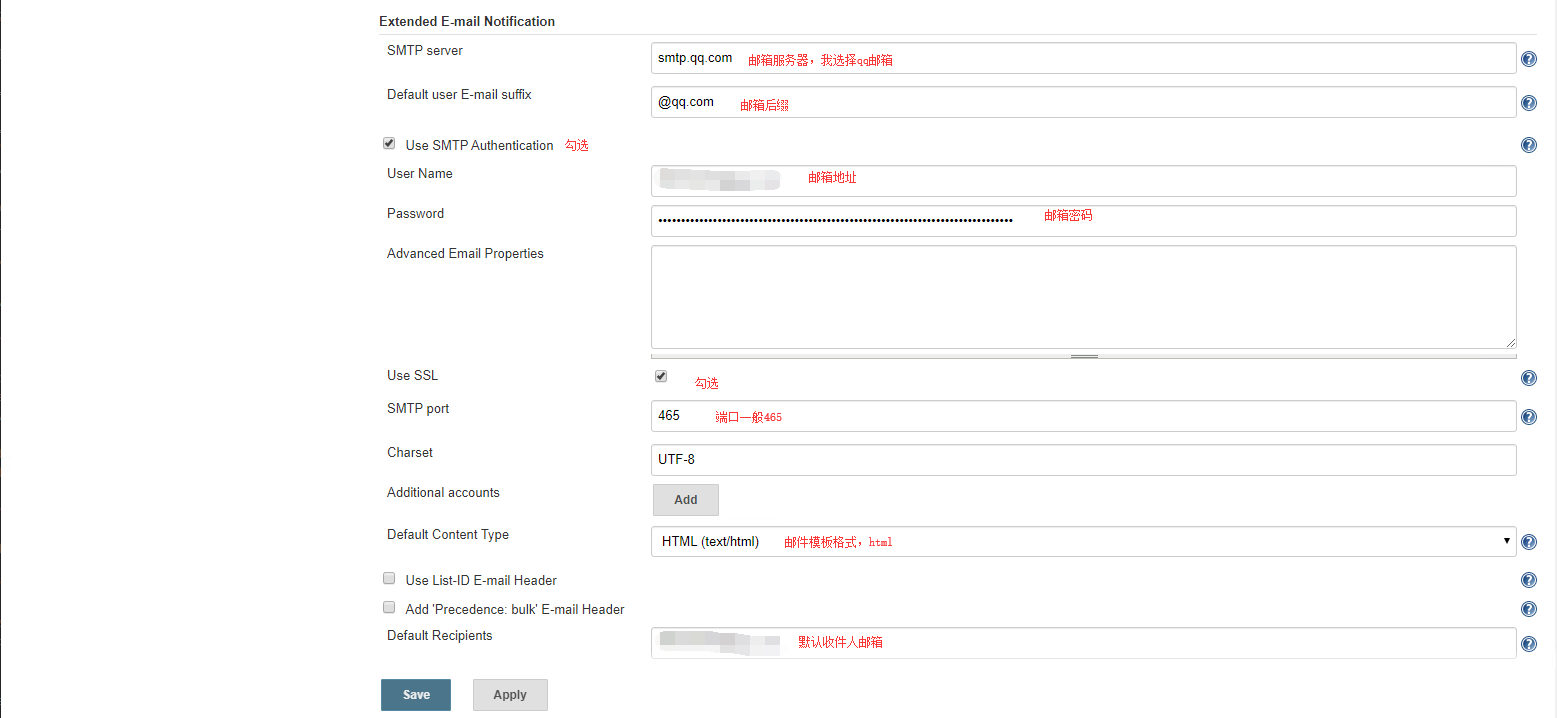 Extended E-mail Notification
SMTP server
smtp.qq.com 邮箱服务器，我选择qq邮箱
Default user E-mail suffix
@qq.com 邮箱后缀
Use SMTP Authentication 勾选
User Name
邮箱地址
Password
邮箱密码
Advanced Email Properties
Use SSL
勾选
SMTP port
465 端口一般465
Charset
UTF-8
Additional accounts
Add
Default Content Type
HTML (text/html) 邮件模板格式，html
Use List-ID E-mail Header
Add 'Precedence: bulk' E-mail Header
Default Recipients
默认收件人邮箱
Save Apply